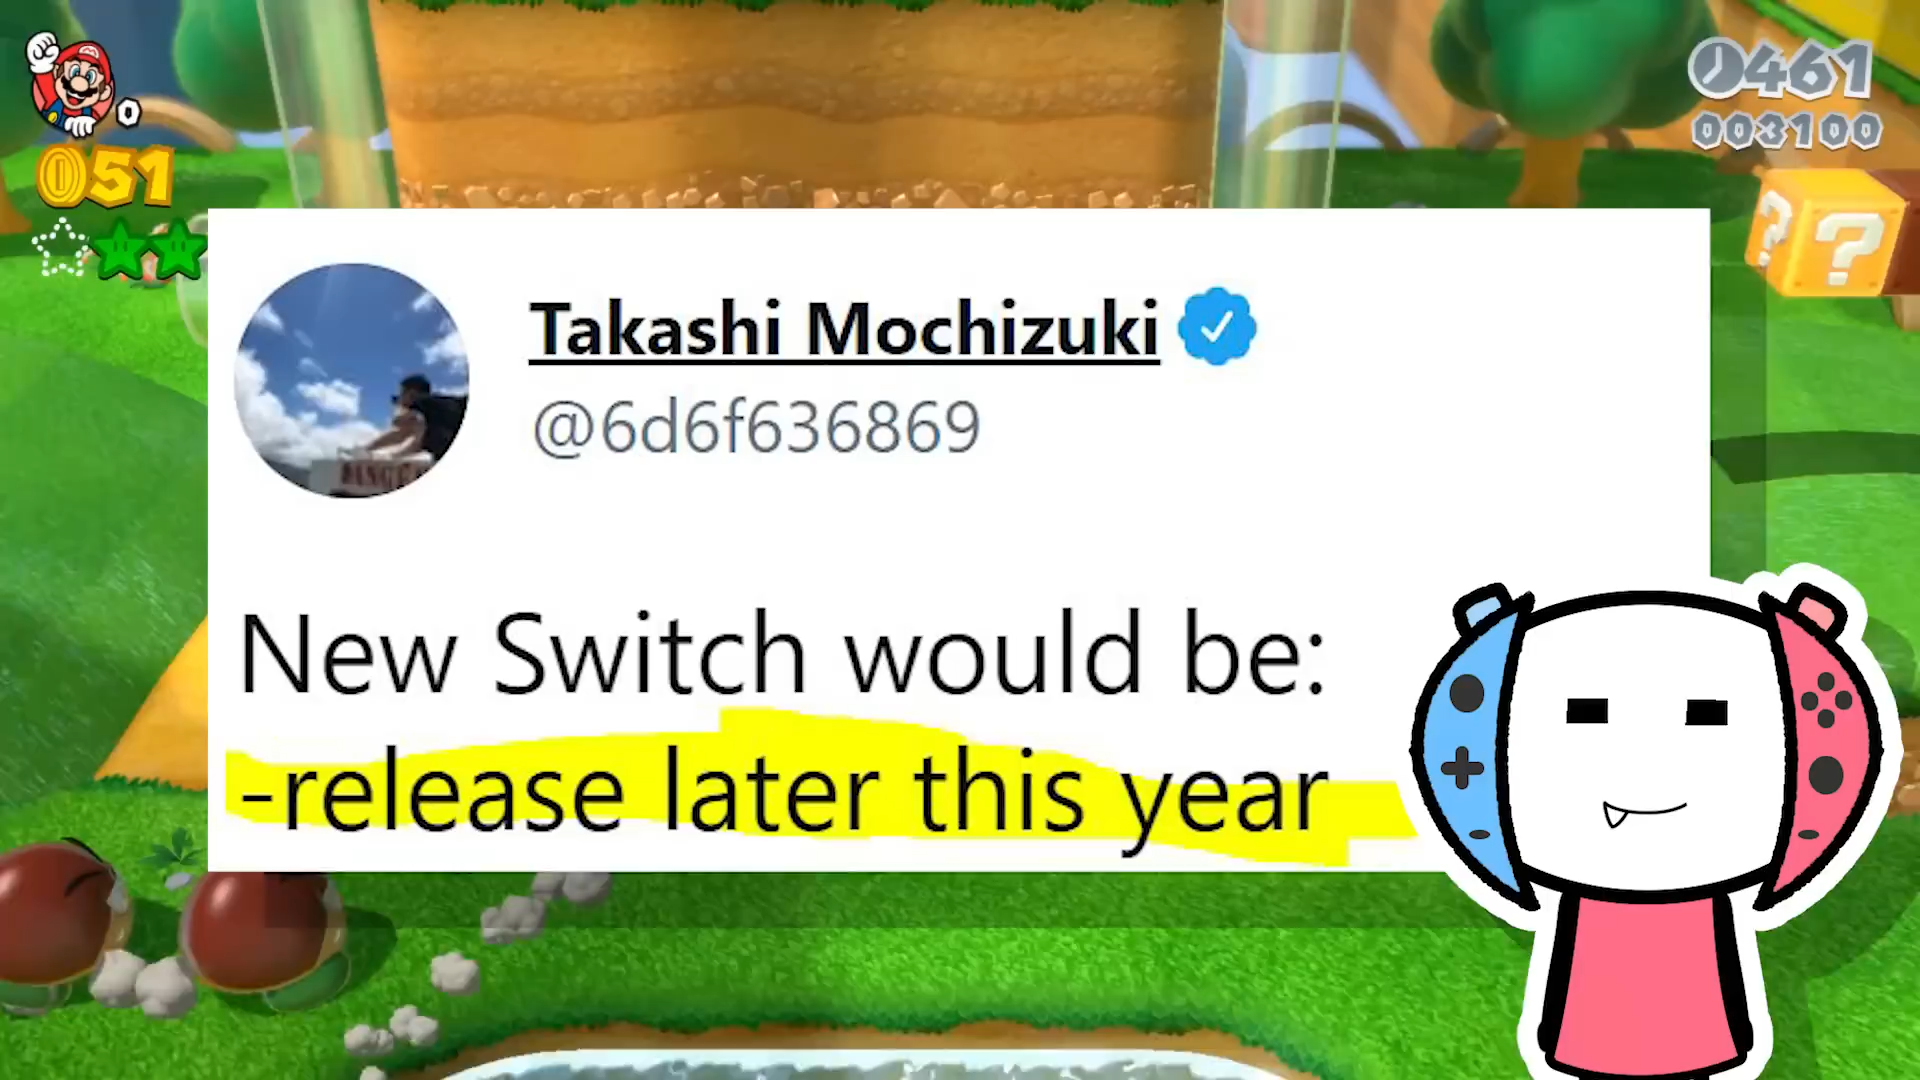 0
051
0461
003100
Takashi Mochizuki
@6d6f636869
New Switch would be:
-release later this year